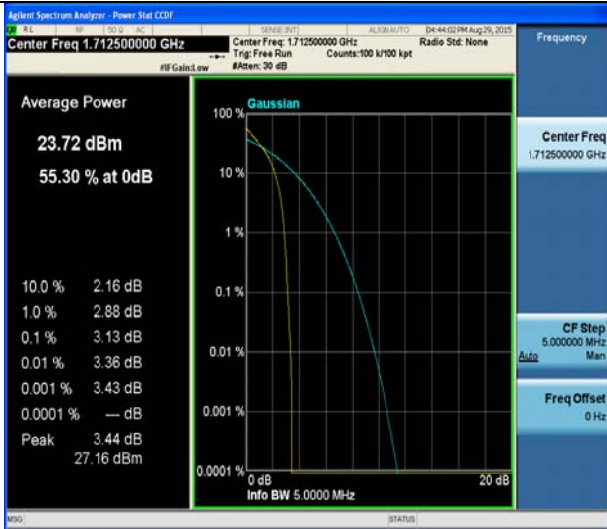 Agilent Spectrum Analyzer - Power Stat CCDF
RL RF 50 Ω AC SENSE:INT ALIGN AUTO 04:44:02 PM Aug 29, 2015
Center Freq 1.712500000 GHz
Center Freq: 1.712500000 GHz Radio Std: None
Trig: Free Run Counts:100 k/100 kpt
#IFGain:Low #Atten: 30 dB
Frequency
Average Power
23.72 dBm
55.30 % at 0dB
10.0 % 2.16 dB
1.0 % 2.88 dB
0.1 % 3.13 dB
0.01 % 3.36 dB
0.001 % 3.43 dB
0.0001 % --- dB
Peak 3.44 dB
27.16 dBm
Gaussian
100 %
10 %
1 %
0.1 %
0.01 %
0.001 %
0.0001 %
0 dB 20 dB
Info BW 5.0000 MHz
Center Freq
1.712500000 GHz
CF Step
5.000000 MHz
Auto Man
Freq Offset
0 Hz
MSG STATUS